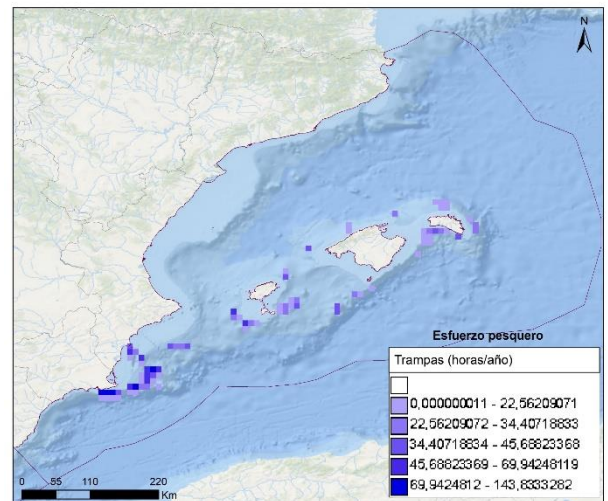 N
Esfuerzo pesquero
Trampas (horas/año)
0,000000011 - 22,56209071
22,56209072 - 34,40718833
34,40718834 - 45,68823368
45,68823369 - 69,94248119
69,9424812 - 143,8333282
0 55 110 220
Km